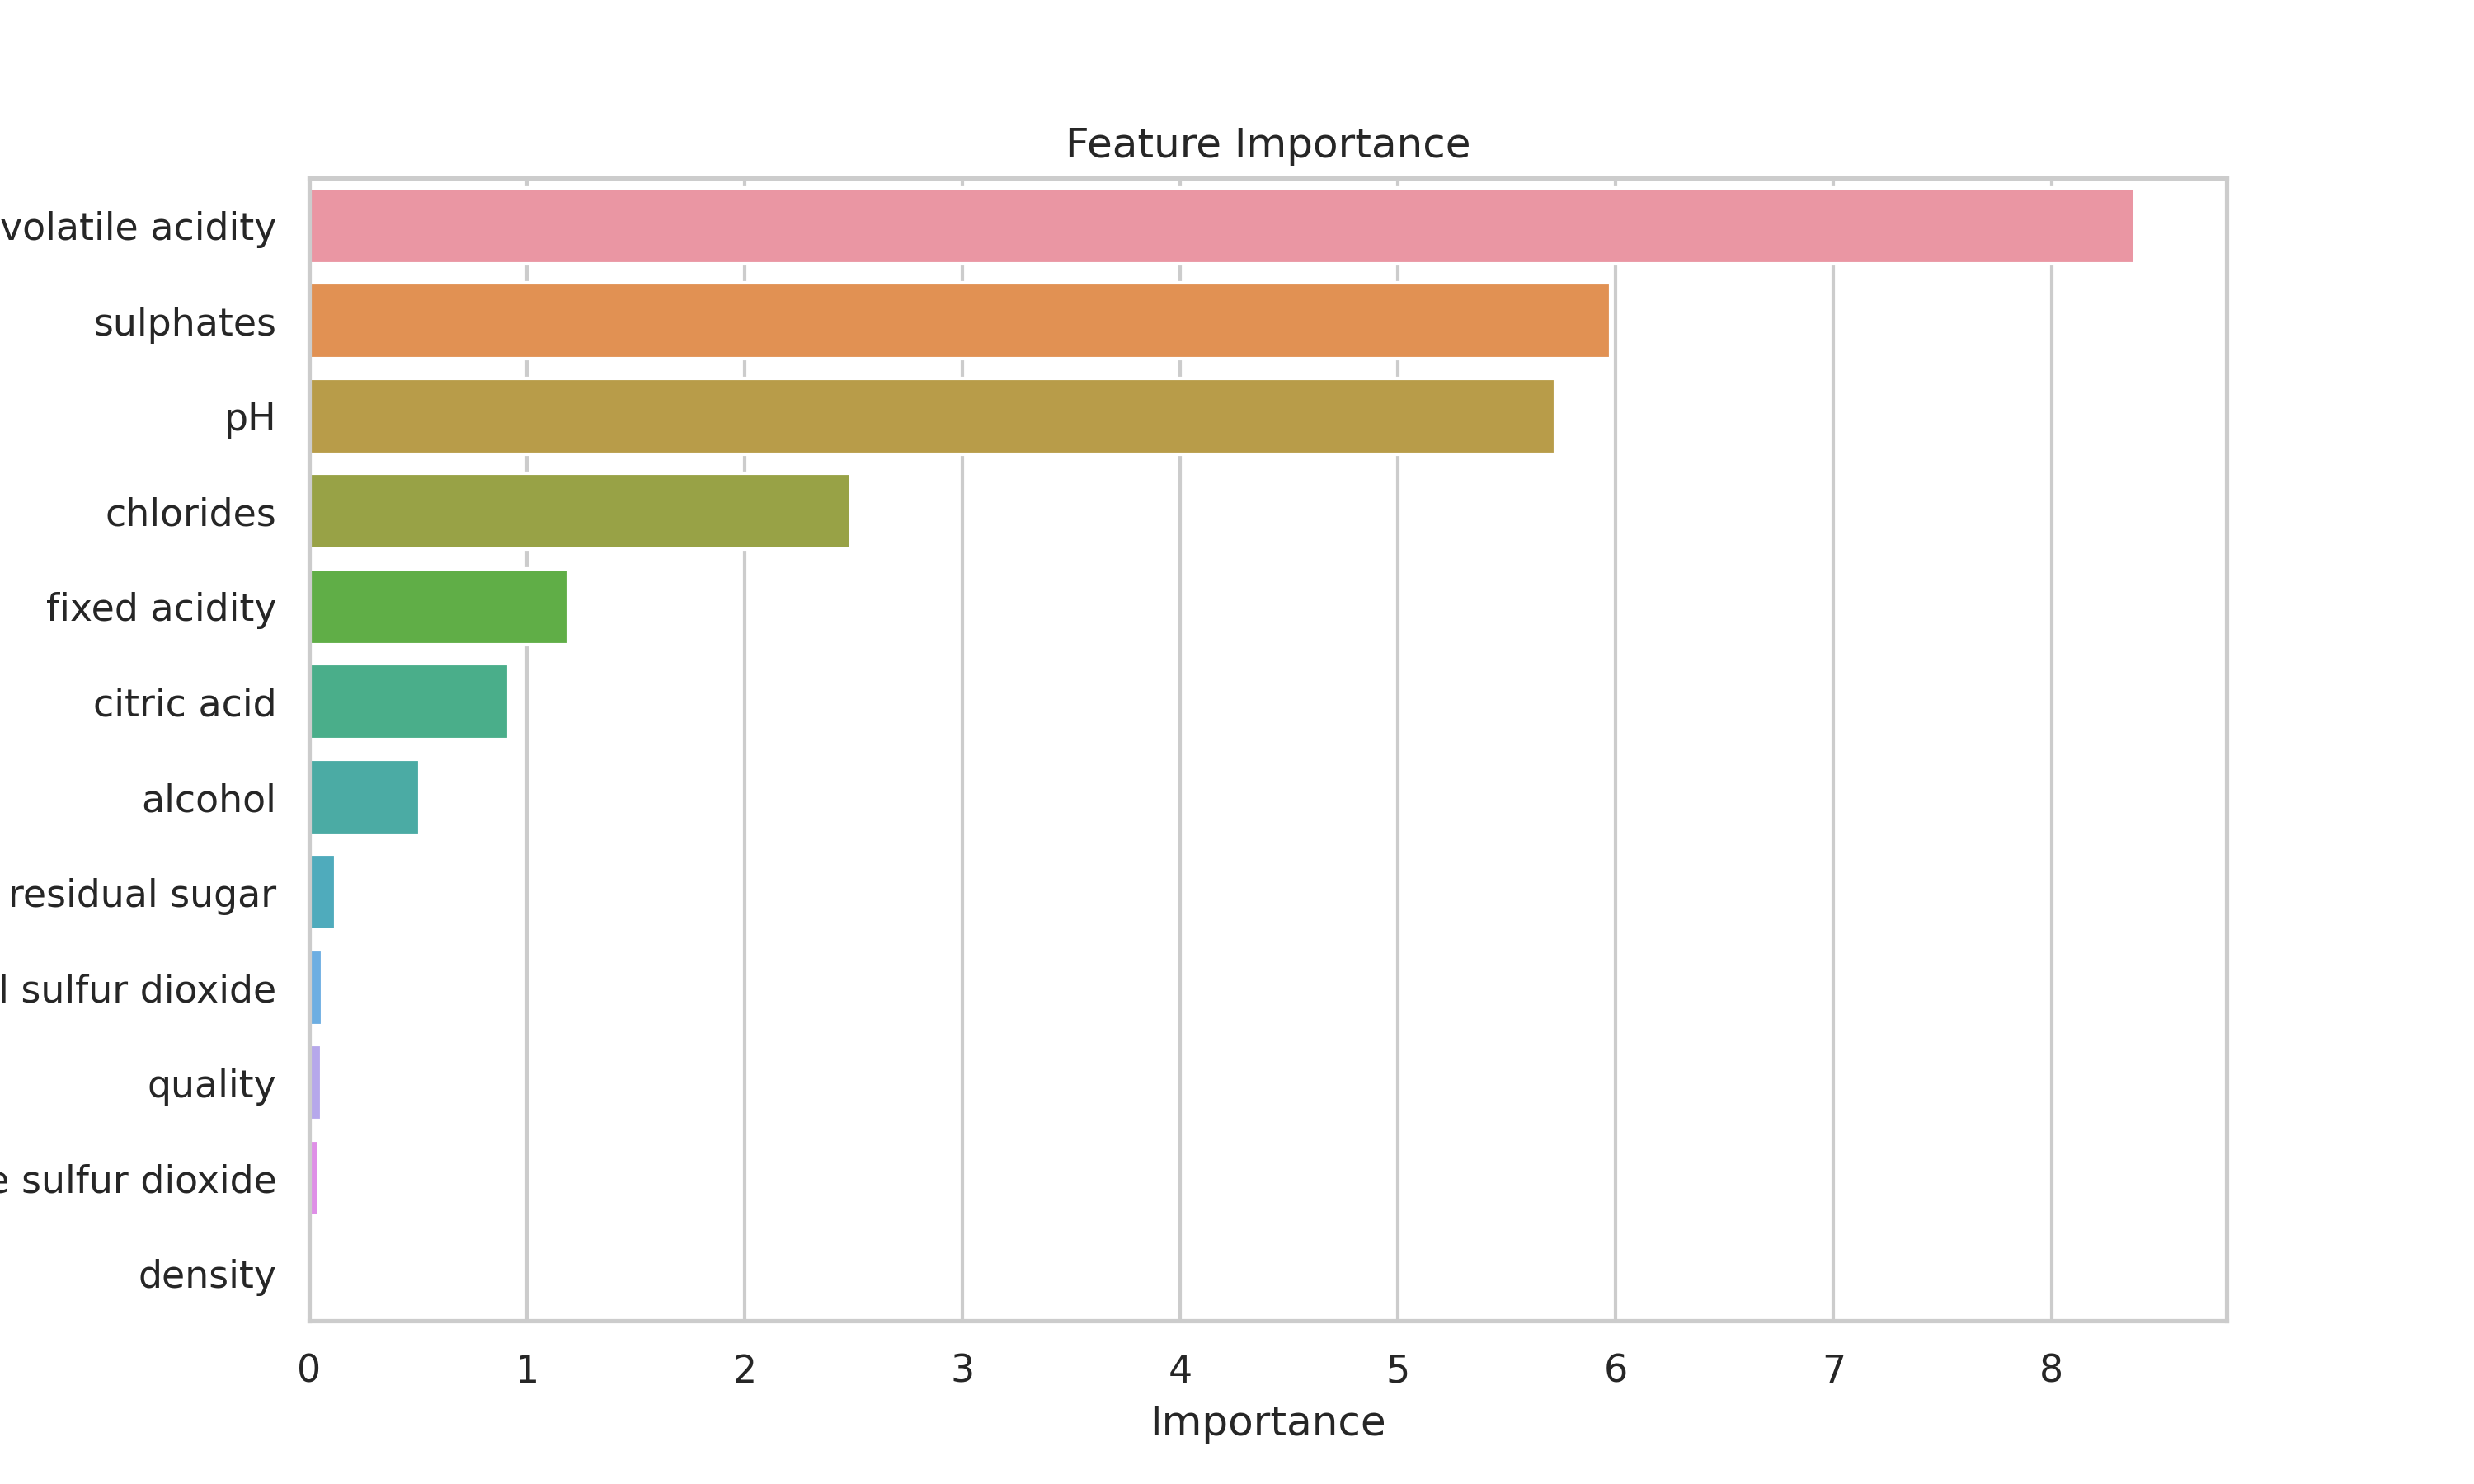 Feature Importance
volatile acidity
sulphates
pH
chlorides
fixed acidity
citric acid
alcohol
residual sugar
l sulfur dioxide
quality
e sulfur dioxide
density
0 1 2 3 4 5 6 7 8
Importance